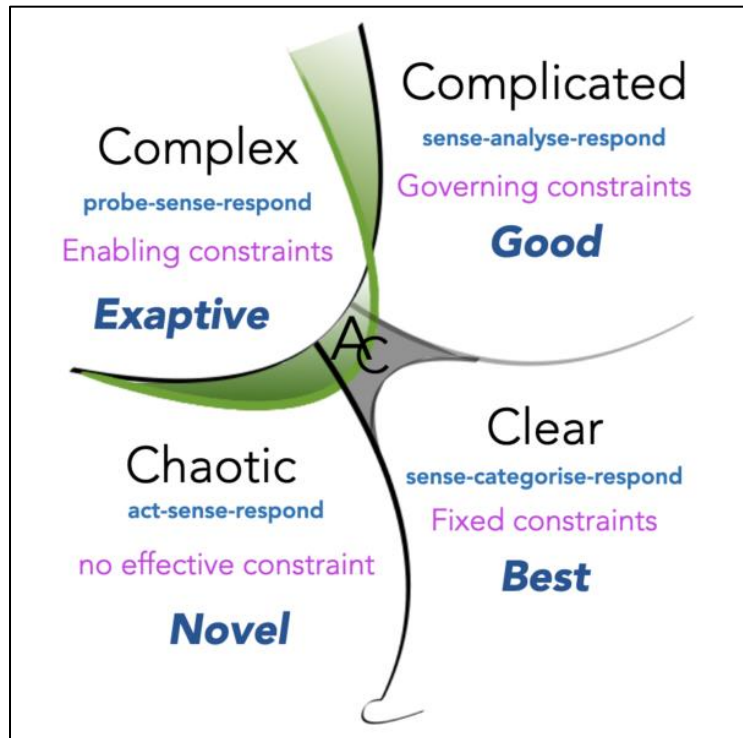 Complex
probe-sense-respond
Enabling constraints
Exaptive
Complicated
sense-analyse-respond
Governing constraints
Good
AC
Chaotic
act-sense-respond
no effective constraint
Novel
Clear
sense-categorise-respond
Fixed constraints
Best